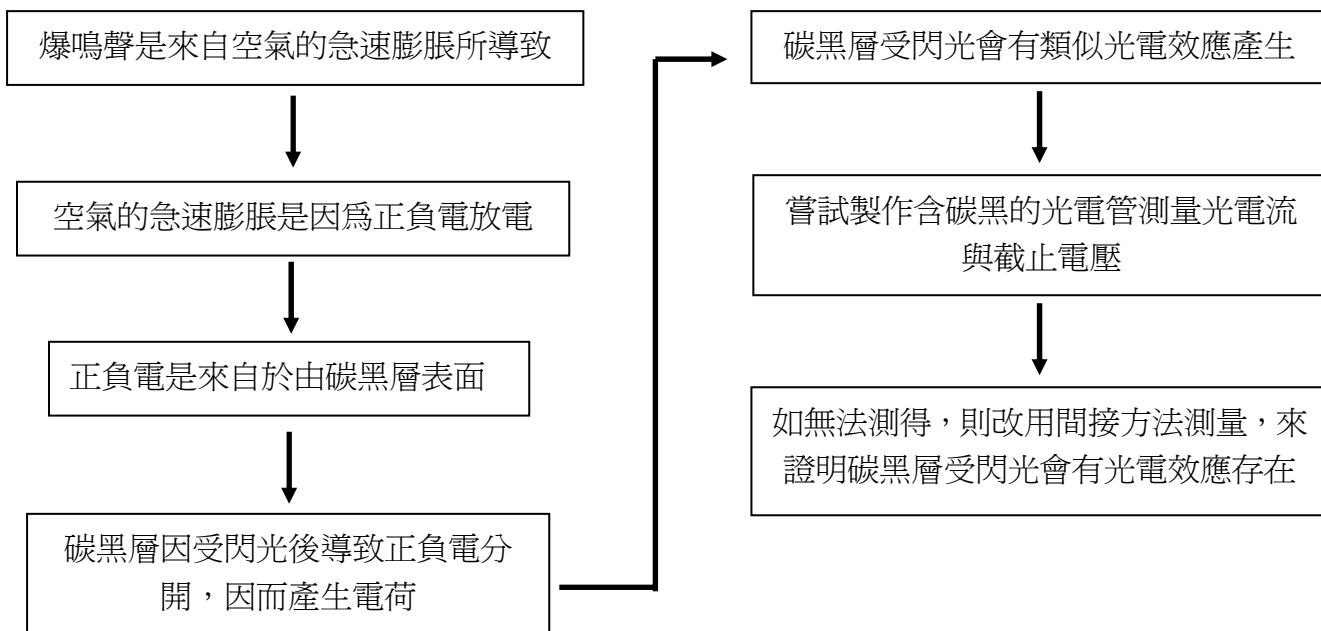 爆鳴聲是來自空氣的急速膨脹所導致
空氣的急速膨脹是因為正負電放電
正負電是來自於由碳黑層表面
碳黑層因受閃光後導致正負電分
開，因而產生電荷
碳黑層受閃光會有類似光電效應產生
嘗試製作含碳黑的光電管測量光電流
與截止電壓
如無法測得，則改用間接方法測量，來
證明碳黑層受閃光會有光電效應存在